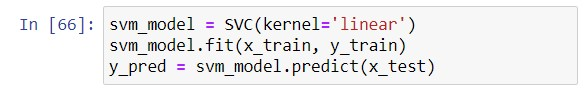 In [66]: svm_model = SVC(kernel='linear')
svm_model.fit(x_train, y_train)
y_pred = svm_model.predict(x_test)